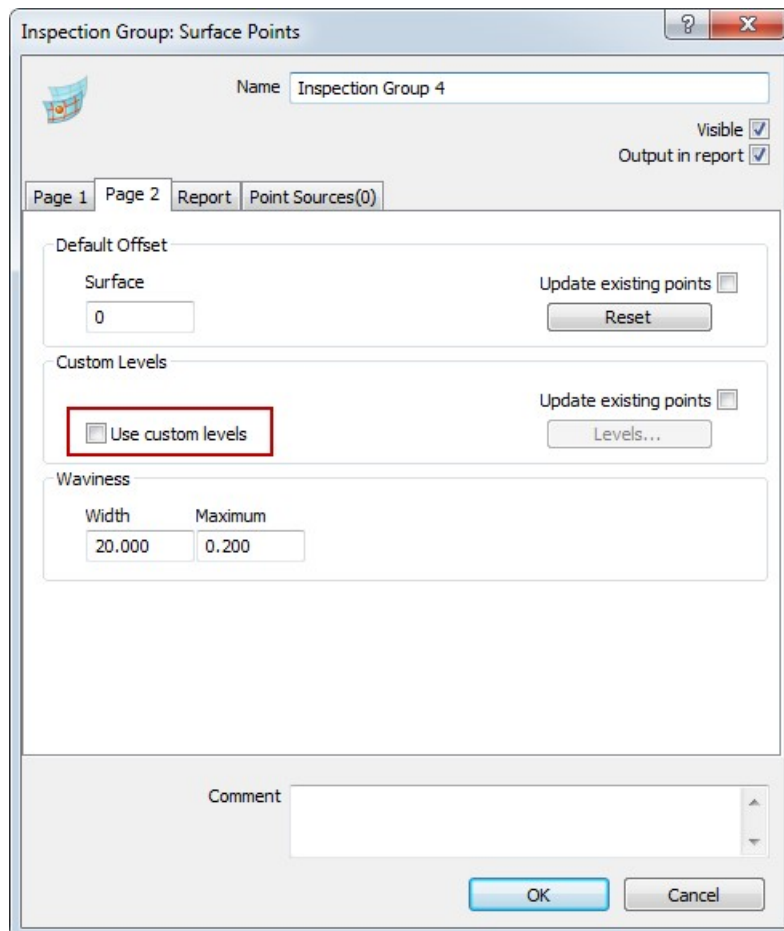 Inspection Group: Surface Points
Name Inspection Group 4
Visible
Output in report
Page 1 Page 2 Report Point Sources(0)
Default Offset
Surface
Update existing points
0
Reset
Custom Levels
Update existing points
Use custom levels
Levels...
Waviness
Width Maximum
20.000 0.200
Comment
OK Cancel